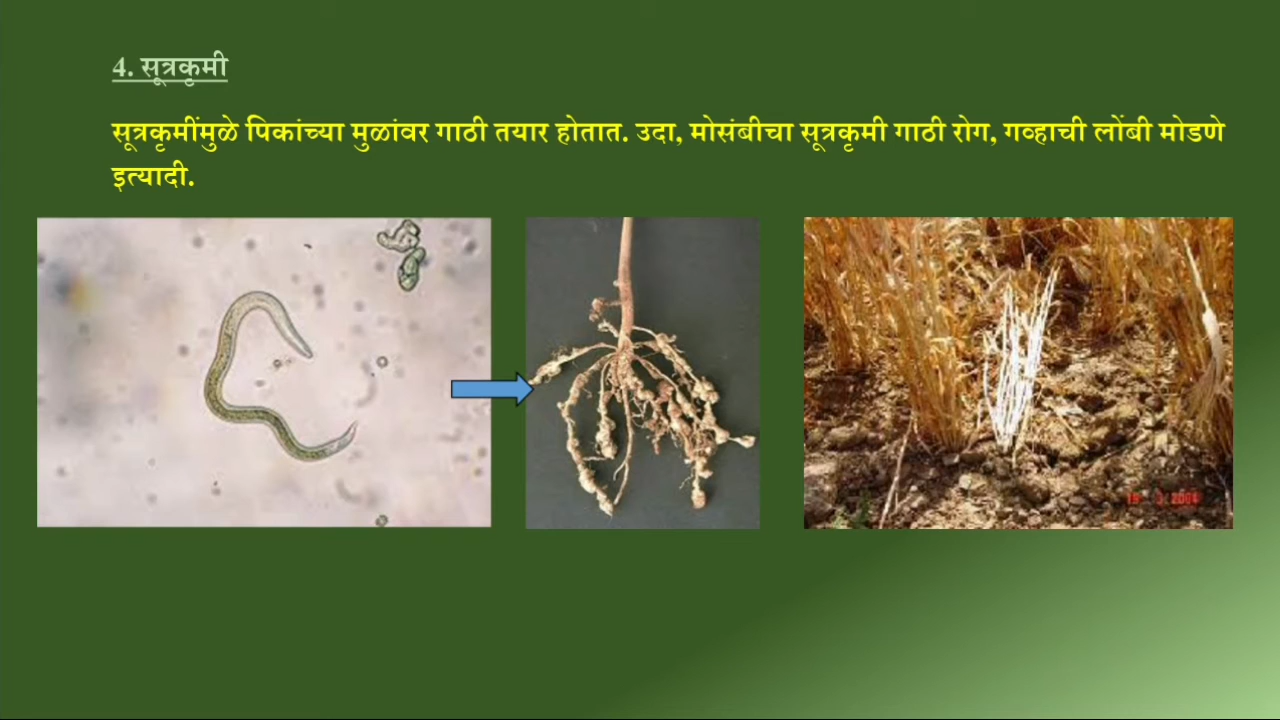 4. सूत्रकृमी
सूत्रकृमींमुळे पिकांच्या मुळांवर गाठी तयार होतात. उदा, मोसंबीचा सूत्रकृमी गाठी रोग, गव्हाची लोंबी मोडणे
इत्यादी.